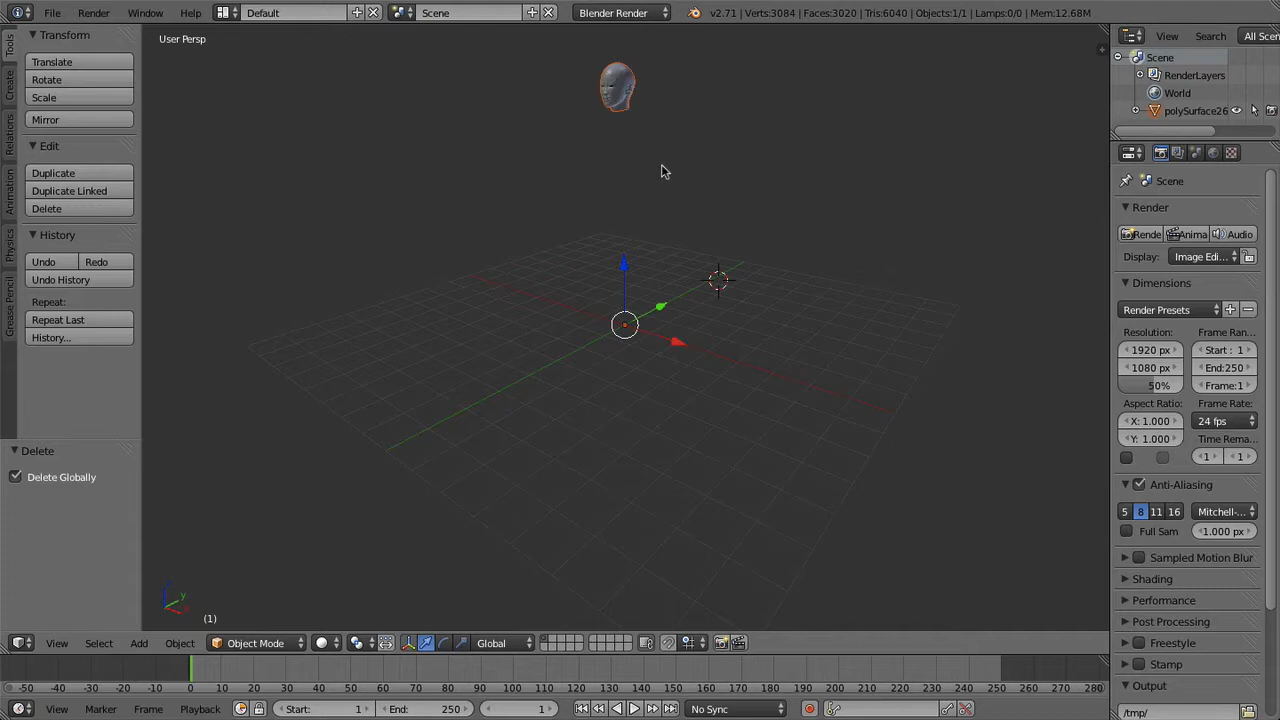 File Render Window Help Default Scene Blender Render v2.71 | Verts:3084 | Faces:3020 | Tris:6040 | Objects:1/1 | Lamps:0/0 | Mem:12.68M
View Search All Scen
Tools
Create
Relations
Animation
Physics
Grease Pencil
Transform
Translate
Rotate
Scale
Mirror
Edit
Duplicate
Duplicate Linked
Delete
History
Undo Redo
Undo History
Repeat:
Repeat Last
History...
Delete
Delete Globally
User Persp
(1)
Scene
RenderLayers
World
polySurface26
Scene
Render
Rende Anima Audio
Display: Image Edi...
Dimensions
Render Presets
Resolution: Frame Ran...
1920 px Start : 1
1080 px End:250
50% Frame:1
Aspect Ratio: Frame Rate:
X: 1.000 24 fps
Y: 1.000 Time Rema...
1 1
Anti-Aliasing
5 8 11 16 Mitchell-...
Full Sam 1.000 px
Sampled Motion Blur
Shading
Performance
Post Processing
Freestyle
Stamp
Output
/tmp/
View Select Add Object Object Mode Global
-50 -40 -30 -20 -10 0 10 20 30 40 50 60 70 80 90 100 110 120 130 140 150 160 170 180 190 200 210 220 230 240 250 260 270 280
View Marker Frame Playback Start: 1 End: 250 1 No Sync